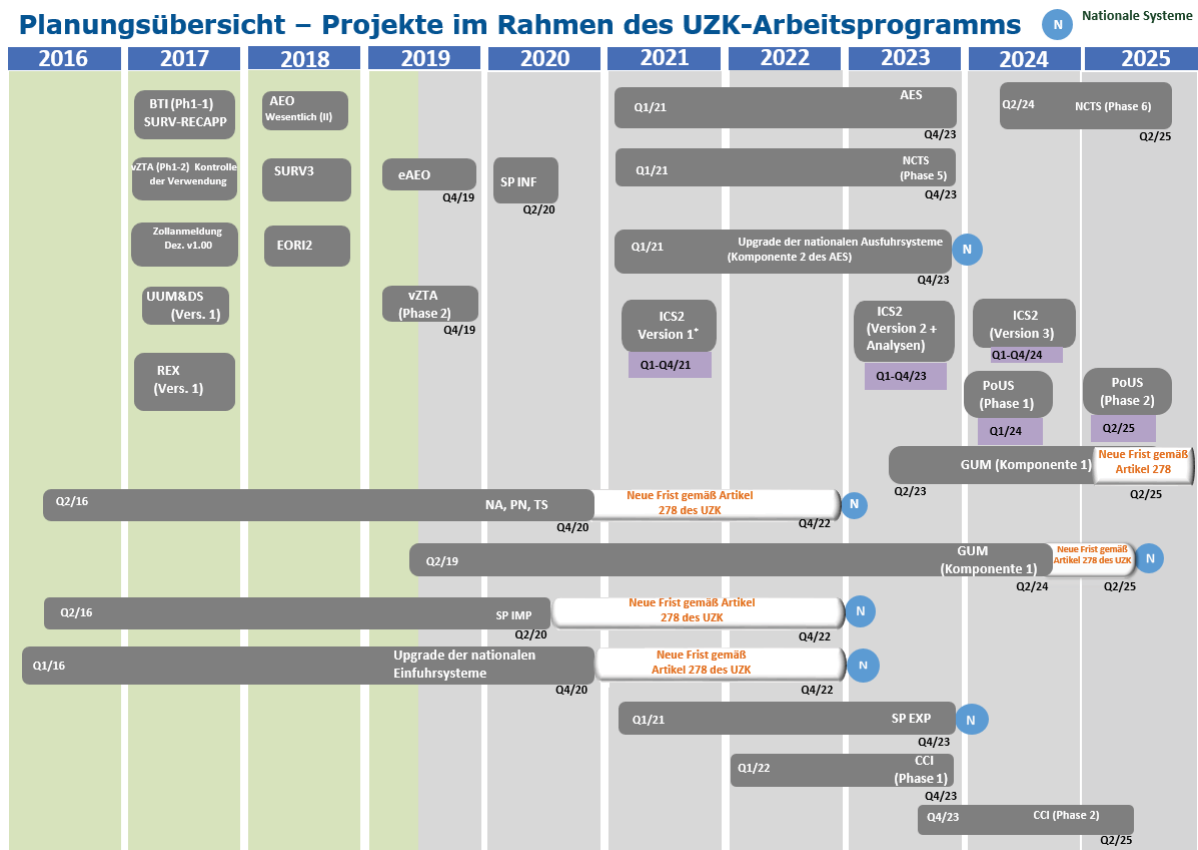 Planungsübersicht – Projekte im Rahmen des UZK-Arbeitsprogramms
N
Nationale Systeme
2016
2017
2018
2019
2020
2021
2022
2023
2024
2025
BTI (Ph1-1)
SURV-RECAPP
AEO
Wesentlich (II)
Q1/21
AES
Q4/23
Q2/24
NCTS (Phase 6)
Q2/25
vZTA (Ph1-2) Kontrolle
der Verwendung
SURV3
eAEO
Q4/19
SP INF
Q2/20
Q1/21
NCTS
(Phase 5)
Q4/23
Zollanmeldung
Dez. v1.00
EORI2
Q1/21
Upgrade der nationalen Ausfuhrsysteme
(Komponente 2 des AES)
Q4/23
N
UUM&DS
(Vers. 1)
vZTA
(Phase 2)
Q4/19
ICS2
Version 1*
Q1-Q4/21
ICS2
(Version 2 +
Analysen)
Q1-Q4/23
ICS2
(Version 3)
Q1-Q4/24
REX
(Vers. 1)
PoUS
(Phase 1)
Q1/24
PoUS
(Phase 2)
Q2/25
GUM (Komponente 1)
Neue Frist gemäß
Artikel 278
Q2/23
Q2/25
Q2/16
NA, PN, TS
Q4/20
Neue Frist gemäß Artikel
278 des UZK
Q4/22
N
Q2/19
GUM
(Komponente 1)
Q2/24
Neue Frist gemäß
Artikel 278 des UZK
Q2/25
N
Q2/16
SP IMP
Q2/20
Neue Frist gemäß Artikel
278 des UZK
Q4/22
N
Q1/16
Upgrade der nationalen
Einfuhrsysteme
Q4/20
Neue Frist gemäß
Artikel 278 des UZK
Q4/22
N
Q1/21
SP EXP
Q4/23
N
Q1/22
CCI
(Phase 1)
Q4/23
Q4/23
CCI (Phase 2)
Q2/25